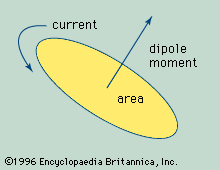 current
dipole
moment
area
©1996 Encyclopaedia Britannica, Inc.